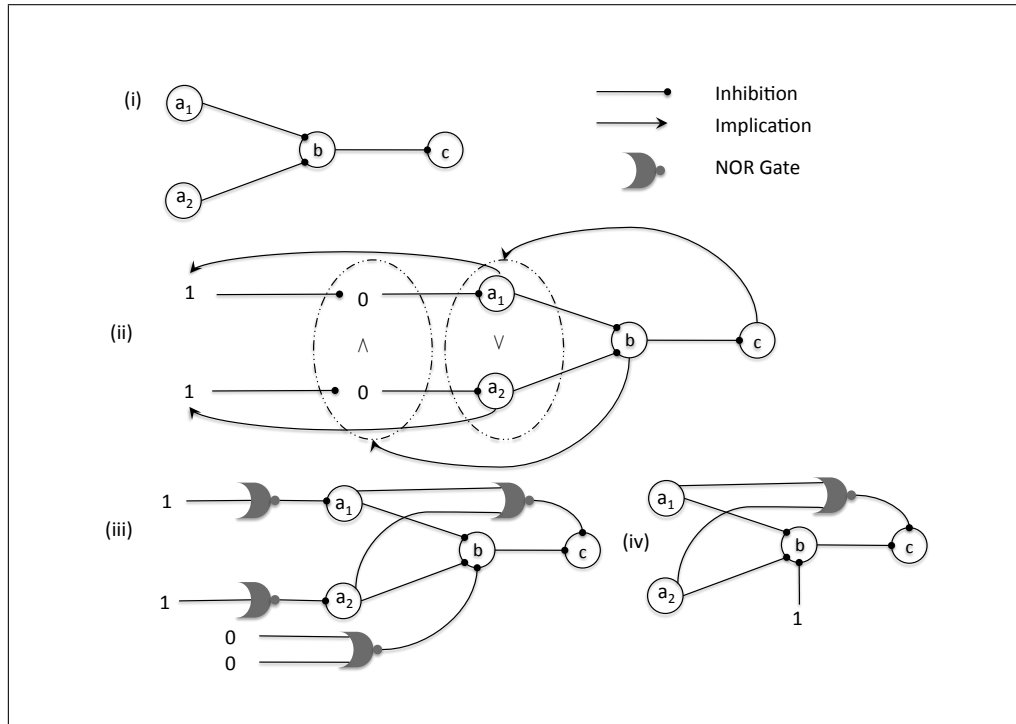 (i)
a1
a2
b
c
Inhibition
Implication
NOR Gate
(ii)
1
0
a1
∧
∨
b
c
1
0
a2
(iii)
1
a1
b
c
1
a2
0
0
(iv)
a1
b
c
a2
1